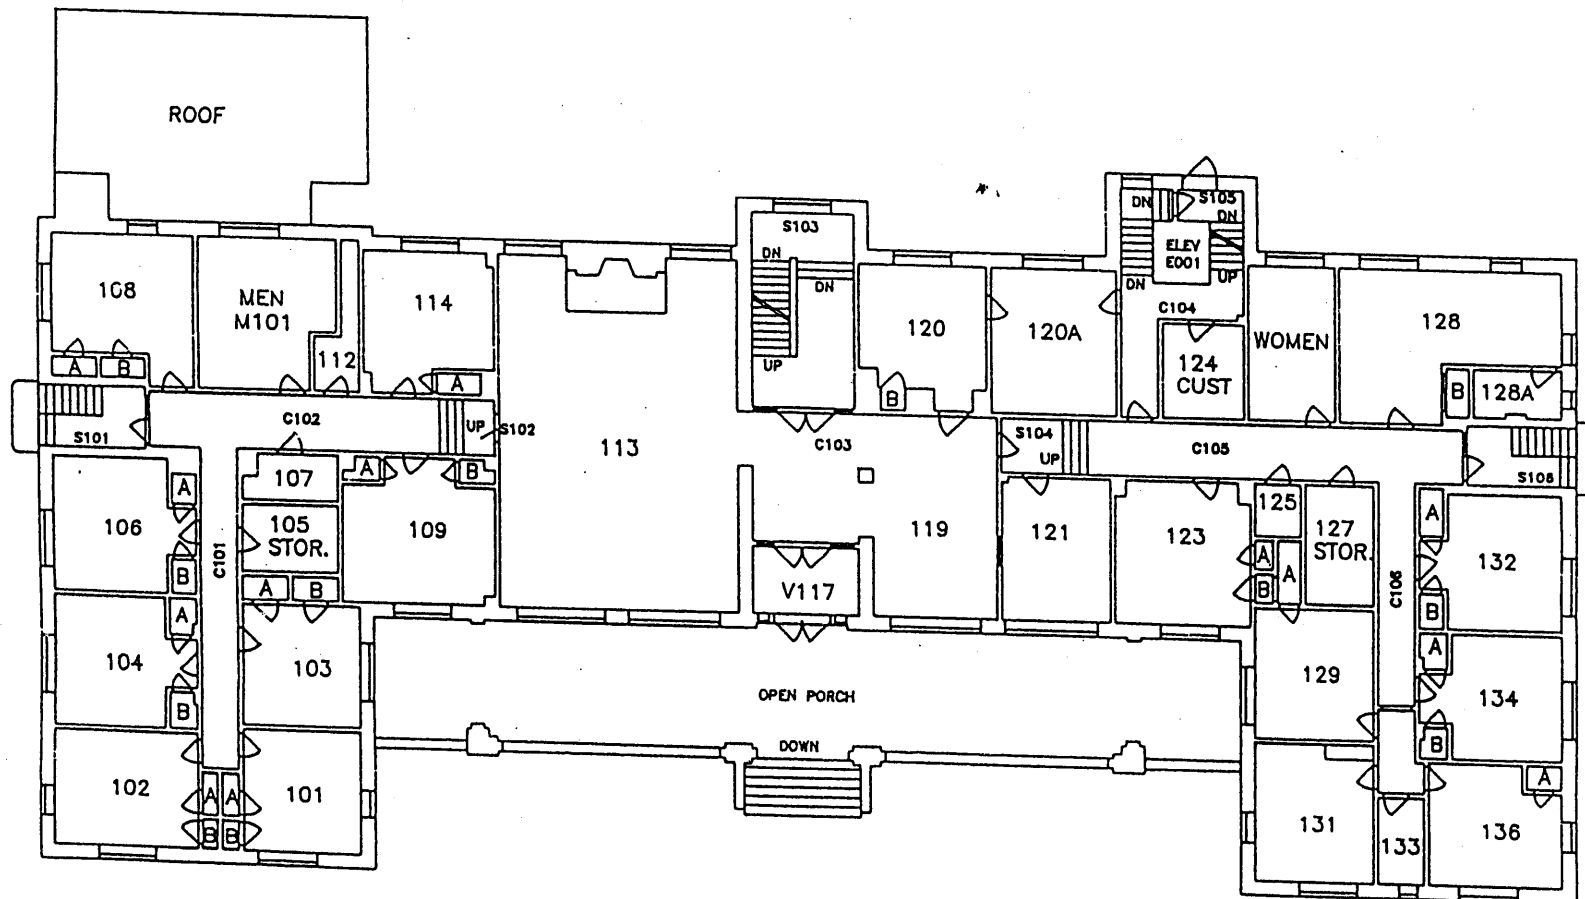 ROOF
S105
DN
DN
S103
ELEV
E001
DN
DN
UP
DN
108
MEN
M101
114
C104
120
120A
128
WOMEN
112
UP
124
CUST
A
B
A
B
B
128A
C102
UP
S102
S101
113
C103
S104
UP
C105
S106
107
A
B
A
106
105
STOR.
109
119
121
123
125
127
STOR.
A
132
C101
B
A
B
A
B
A
C106
B
V117
A
104
103
129
A
134
B
OPEN PORCH
DOWN
B
102
A
A
101
A
B
B
131
133
136